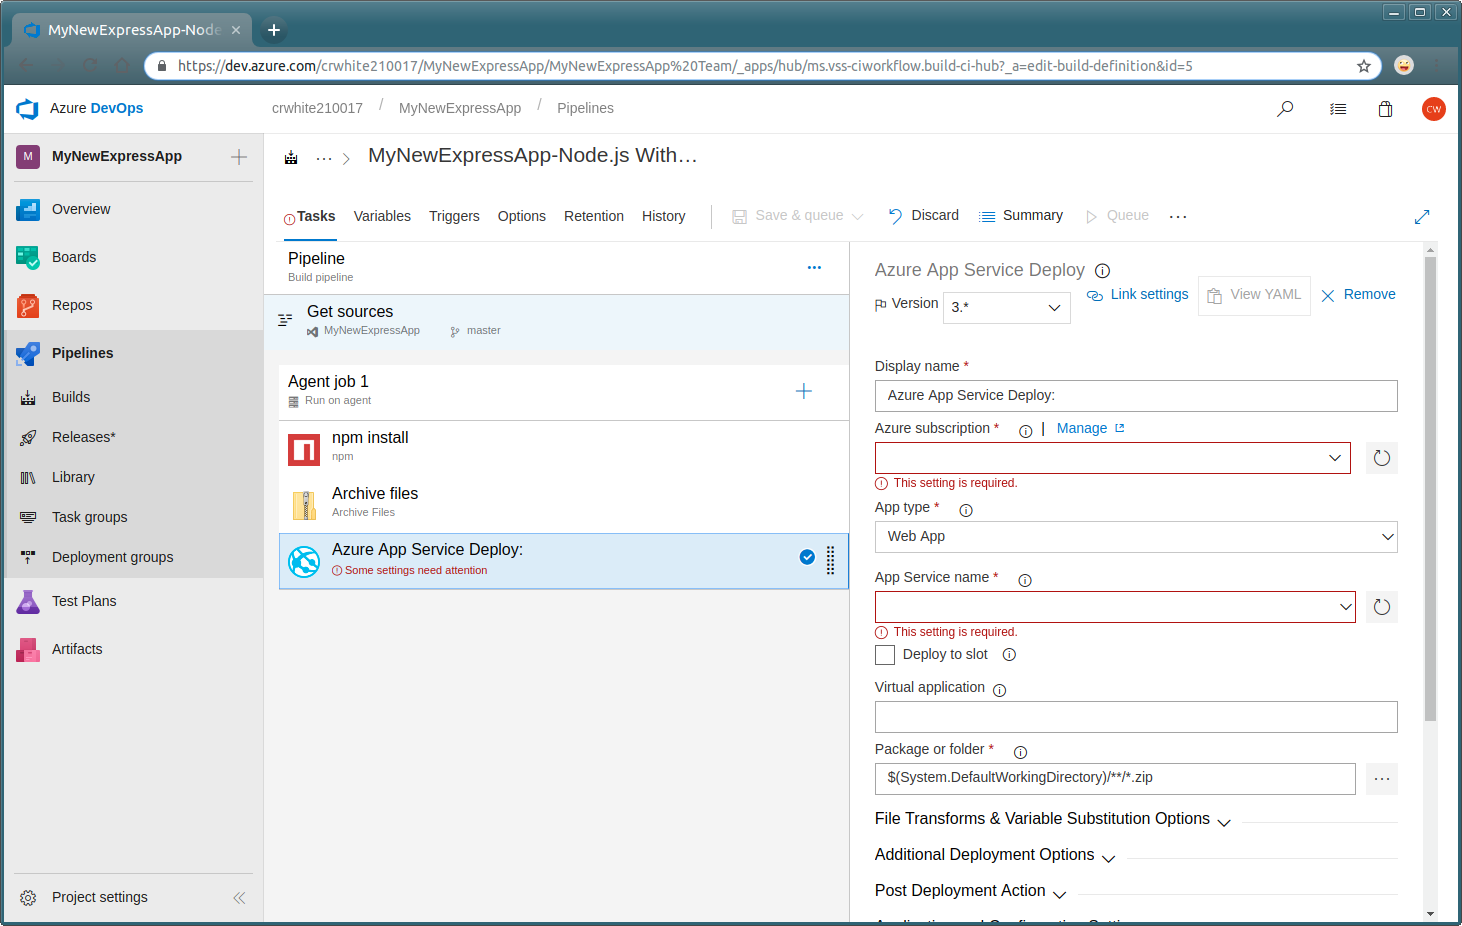 MyNewExpressApp-Node
https://dev.azure.com/crwhite210017/MyNewExpressApp/MyNewExpressApp%20Team/_apps/hub/ms.vss-ciworkflow.build-ci-hub?_a=edit-build-definition&id=5
Azure DevOps
crwhite210017 / MyNewExpressApp / Pipelines
CW
M MyNewExpressApp
Overview
Boards
Repos
Pipelines
Builds
Releases*
Library
Task groups
Deployment groups
Test Plans
Artifacts
Project settings
... > MyNewExpressApp-Node.js With…
Tasks Variables Triggers Options Retention History | Save & queue Discard Summary Queue ...
Pipeline ...
Build pipeline
Get sources
MyNewExpressApp master
Agent job 1
Run on agent
npm install
npm
Archive files
Archive Files
Azure App Service Deploy:
Some settings need attention
Azure App Service Deploy
Version 3.* Link settings View YAML Remove
Display name *
Azure App Service Deploy:
Azure subscription * | Manage
This setting is required.
App type *
Web App
App Service name *
This setting is required.
Deploy to slot
Virtual application
Package or folder *
$(System.DefaultWorkingDirectory)/**/*.zip ...
File Transforms & Variable Substitution Options
Additional Deployment Options
Post Deployment Action